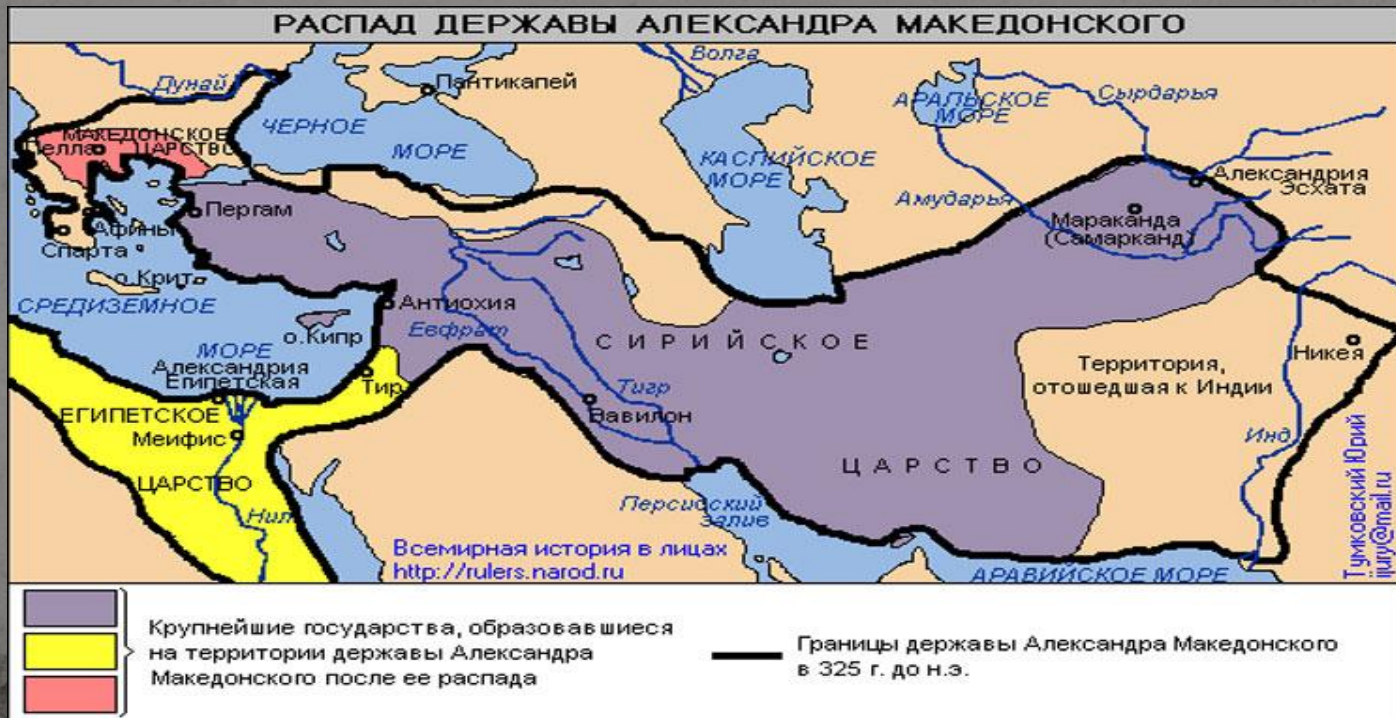 РАСПАД ДЕРЖАВЫ АЛЕКСАНДРА МАКЕДОНСКОГО
Дунай
Пантикапей
Волга
АРАЛЬСКОЕ
МОРЕ
Сырдарья
МАКЕДОНСКОЕ
Пелла
ЦАРСТВО
ЧЕРНОЕ
МОРЕ
КАСПИЙСКОЕ
МОРЕ
Амударья
Александрия
Эсхата
Мараканда
(Самарканд)
Пергам
Афины
Спарта
о.Крит
СРЕДИЗЕМНОЕ
МОРЕ
Антиохия
Евфрат
о.Кипр
СИРИЙСКОЕ
ЦАРСТВО
Территория,
отошедшая к Индии
Никея
Александрия
Египетская
Тир
Тигр
Вавилон
ЕГИПЕТСКОЕ
ЦАРСТВО
Меифис
Нил
Инд
Персидский
залив
АРАВИЙСКОЕ МОРЕ
Всемирная история в лицах
http://rulers.narod.ru
Тумковский Юрий
ijury@mail.ru
Крупнейшие государства, образовавшиеся
на территории державы Александра
Македонского после ее распада
Границы державы Александра Македонского
в 325 г. до н.э.